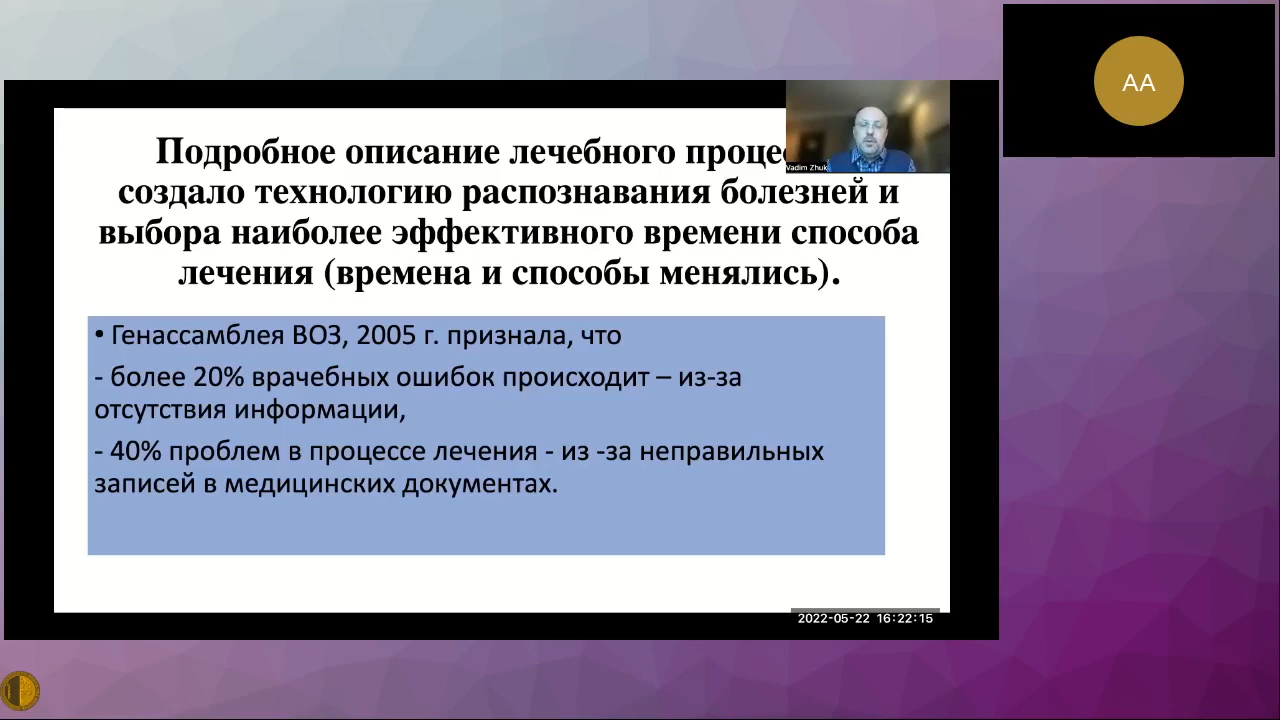 Подробное описание лечебного
создало технологию распознавания болезней и
выбора наиболее эффективного времени способа
лечения (времена и способы менялись).
• Генассамблея ВОЗ, 2005 г. признала, что
- более 20% врачебных ошибок происходит – из-за
отсутствия информации,
- 40% проблем в процессе лечения - из -за неправильных
записей в медицинских документах.
Vadim Zhuk
AA
2022-05-22 16:22:15